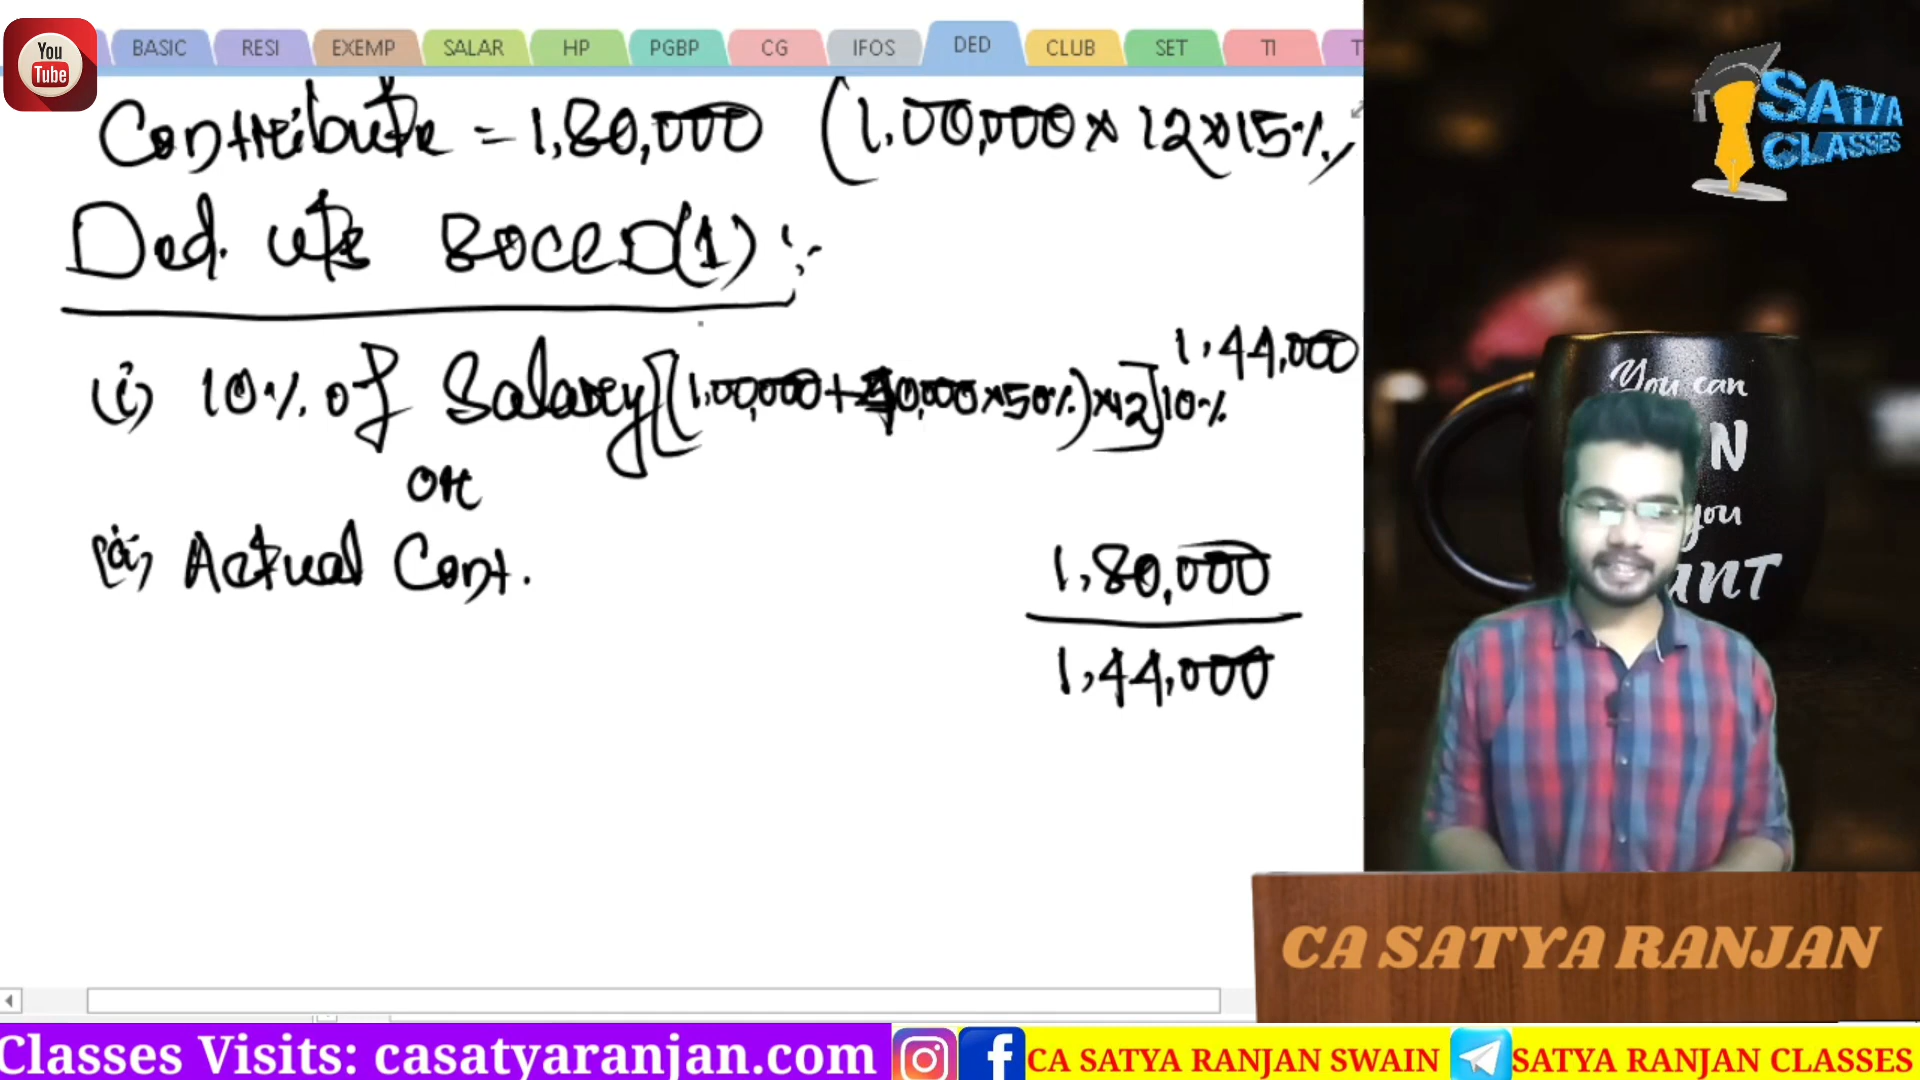 You
Tube
BASIC RESI EXEMP SALAR HP PGBP CG IFOS DED CLUB SET TI T
Contribute = 1,80,000 (1,00,000 × 12 × 15%
Ded. u/s 80CCD(1) :-
(i) 10% of Salary [(1,00,000 + 40,000 × 50%) × 12] 10% 1,44,000
or
(ii) Actual Cont. 1,80,000
1,44,000
SATYA
CLASSES
You can
N
you
ANT
CA SATYA RANJAN
Classes Visits: casatyaranjan.com
CA SATYA RANJAN SWAIN
SATYA RANJAN CLASSES